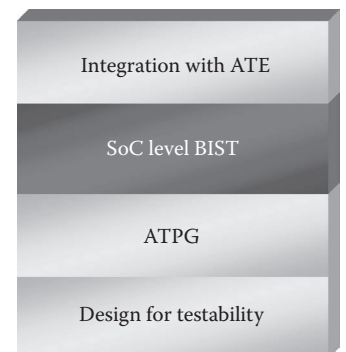 Integration with ATE
SoC level BIST
ATPG
Design for testability